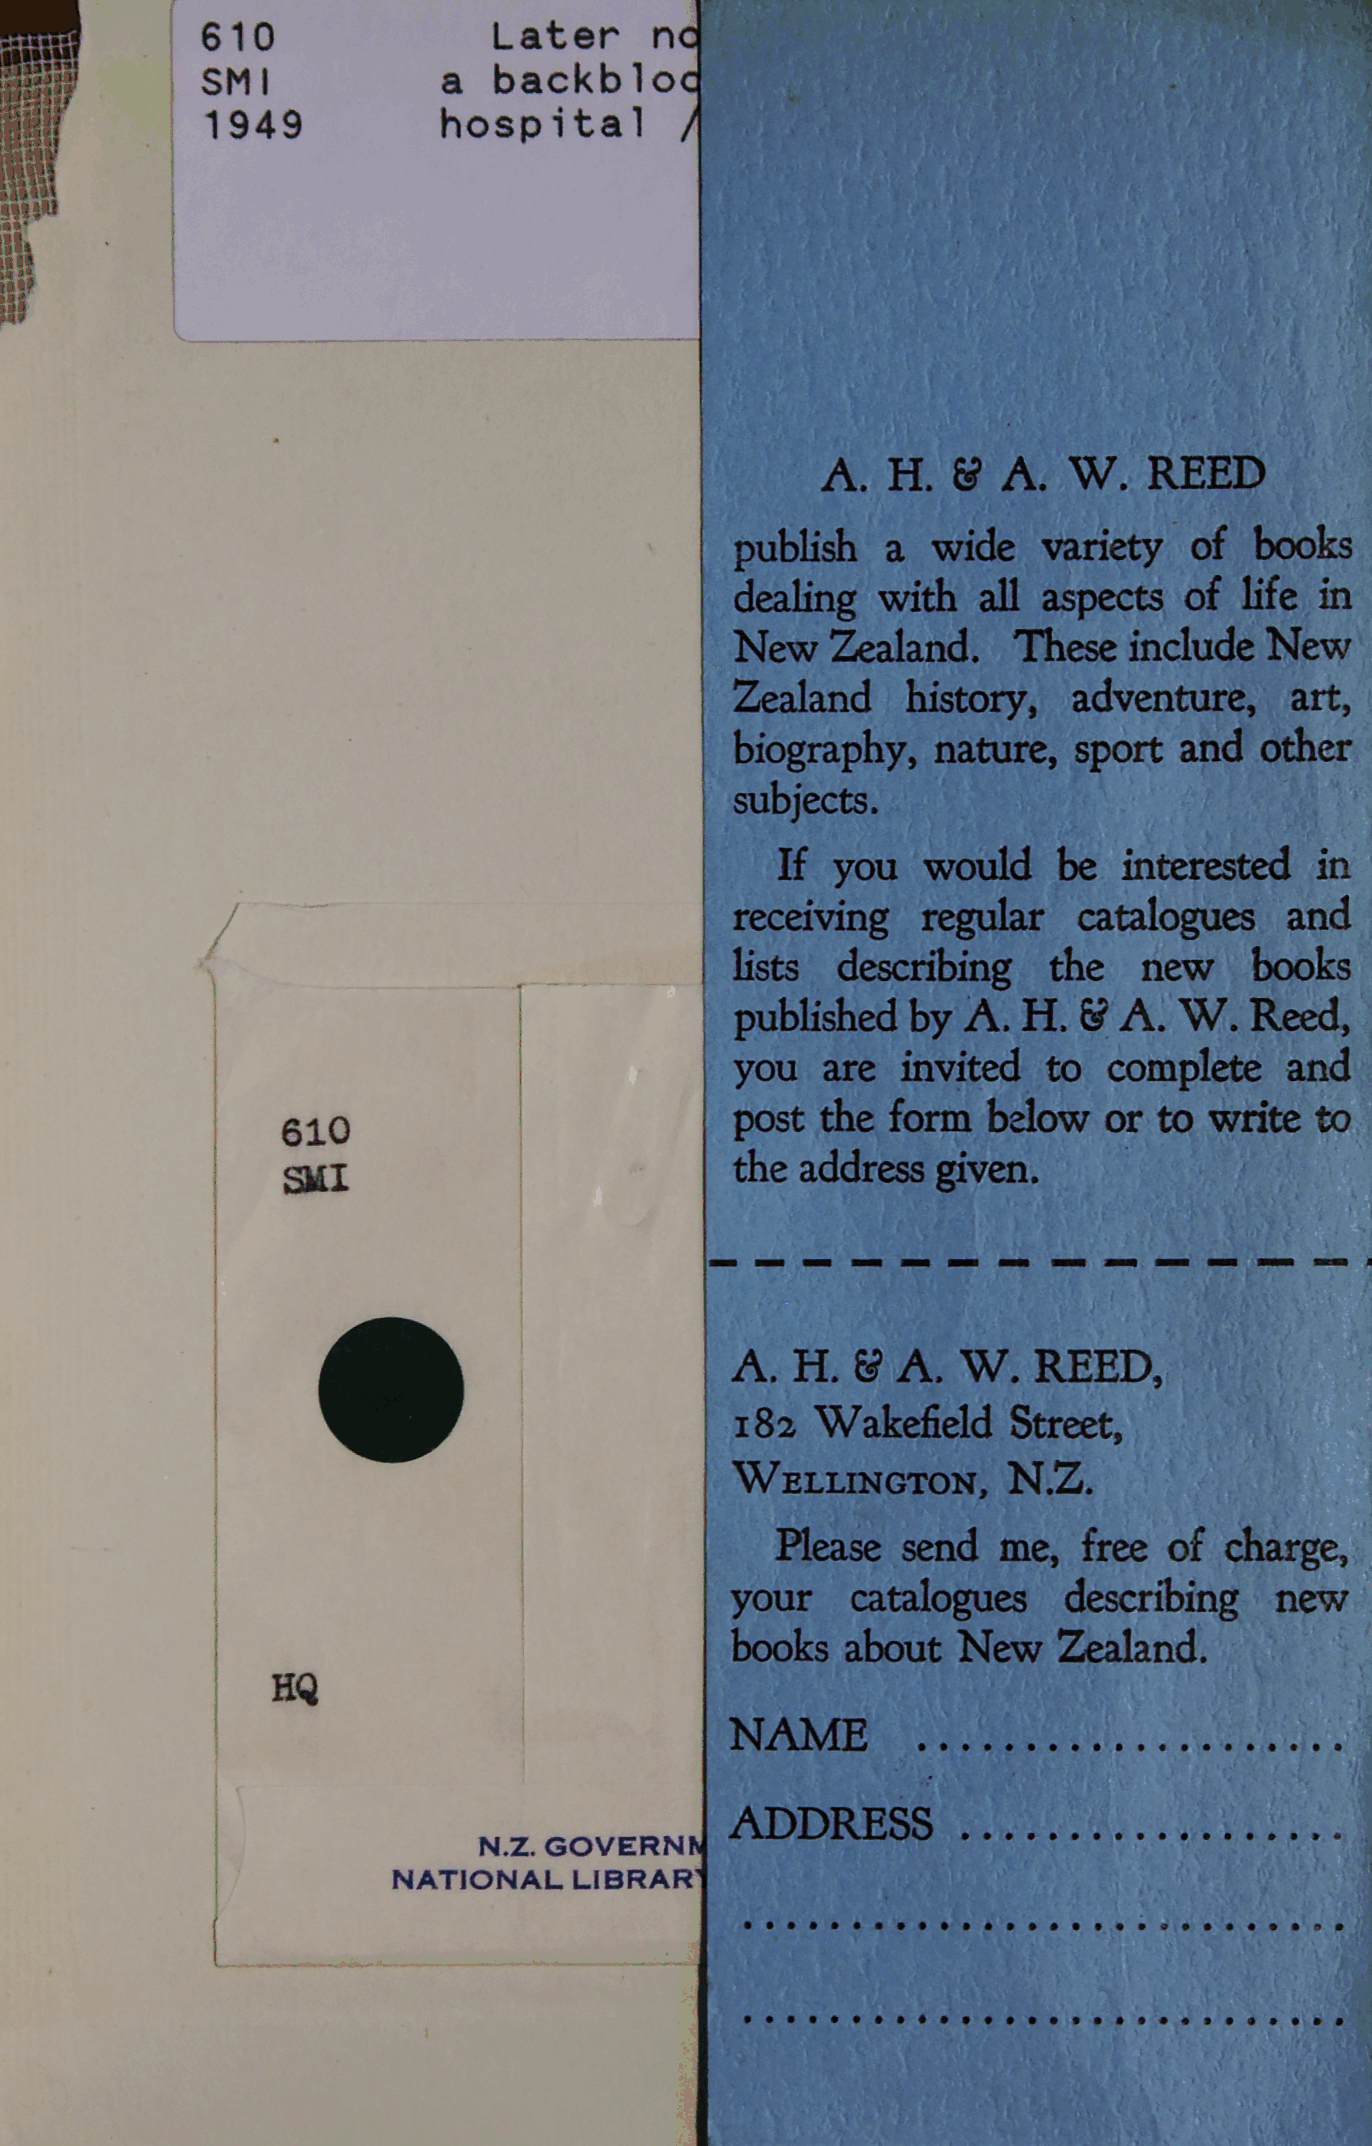 610 Later no
SMI a backbloc
1949 hospital /
610
SMI
HQ
N.Z. GOVERNM
NATIONAL LIBRARY
A. H. & A. W. REED
publish a wide variety of books
dealing with all aspects of life in
New Zealand. These include New
Zealand history, adventure, art,
biography, nature, sport and other
subjects.
If you would be interested in
receiving regular catalogues and
lists describing the new books
published by A. H. & A. W. Reed,
you are invited to complete and
post the form below or to write to
the address given.
A. H. & A. W. REED,
182 Wakefield Street,
WELLINGTON, N.Z.
Please send me, free of charge,
your catalogues describing new
books about New Zealand.
NAME ....................
ADDRESS ..................
............................
............................